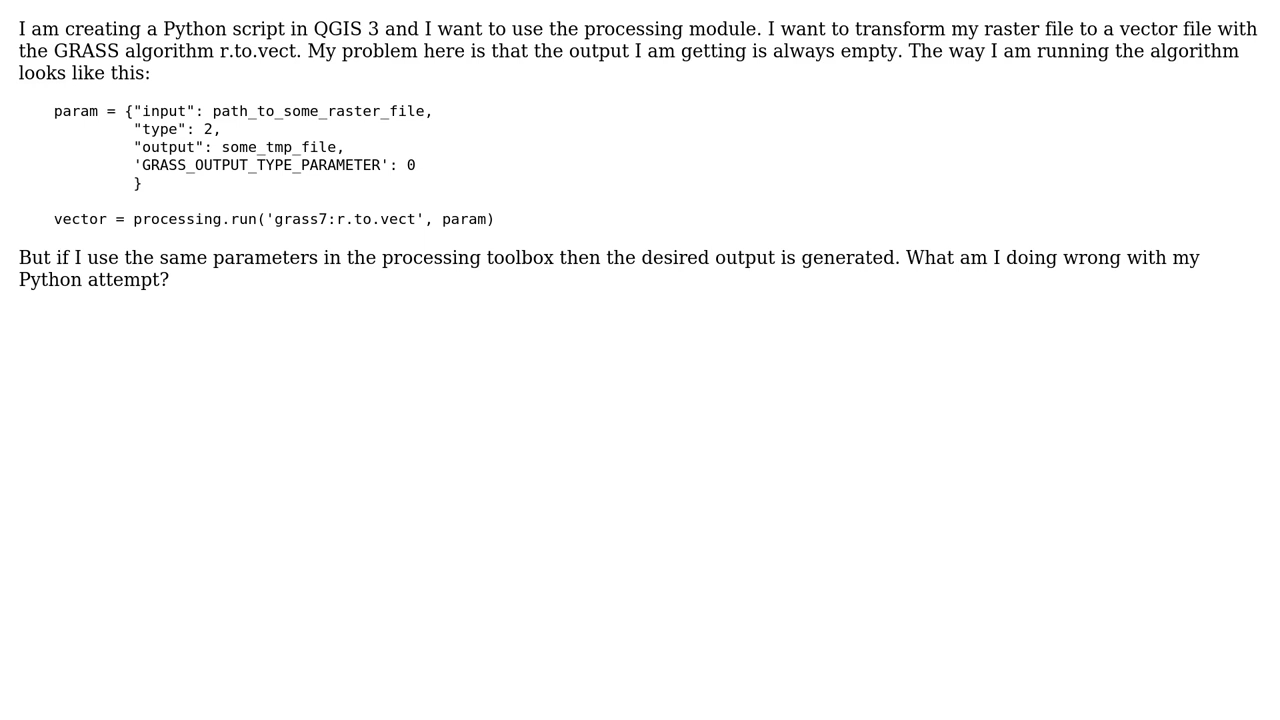 I am creating a Python script in QGIS 3 and I want to use the processing module. I want to transform my raster file to a vector file with
the GRASS algorithm r.to.vect. My problem here is that the output I am getting is always empty. The way I am running the algorithm
looks like this:
param = {"input": path_to_some_raster_file,
"type": 2,
"output": some_tmp_file,
'GRASS_OUTPUT_TYPE_PARAMETER': 0
}
vector = processing.run('grass7:r.to.vect', param)
But if I use the same parameters in the processing toolbox then the desired output is generated. What am I doing wrong with my
Python attempt?